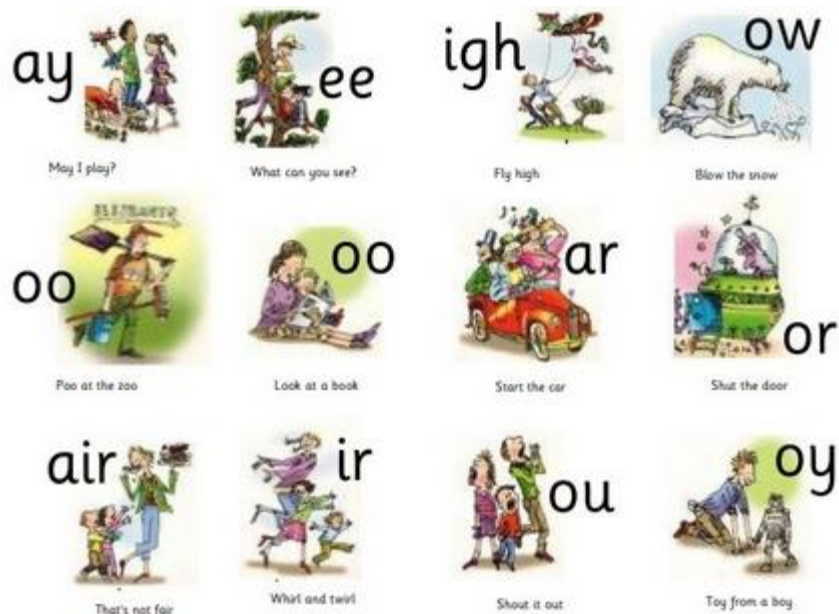 ay
ee
igh
ow
May I play?
What can you see?
Fly high
Blow the snow
ELEPHANTS
oo
oo
ar
or
Poo at the zoo
Look at a book
Start the car
Shut the door
air
ir
ou
oy
That's not fair
Whirl and twirl
Shout it out
Toy from a boy